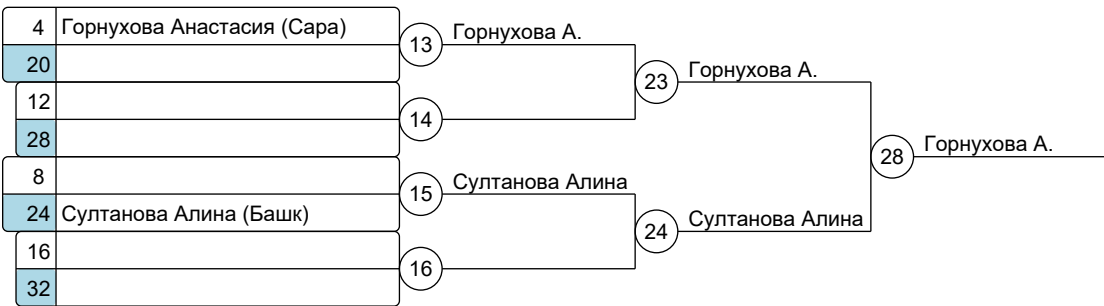 4 Горнухова Анастасия (Сара)
13 Горнухова А.
20
23 Горнухова А.
12
14
28
28 Горнухова А.
8
15 Султанова Алина
24 Султанова Алина (Башк)
24 Султанова Алина
16
16
32